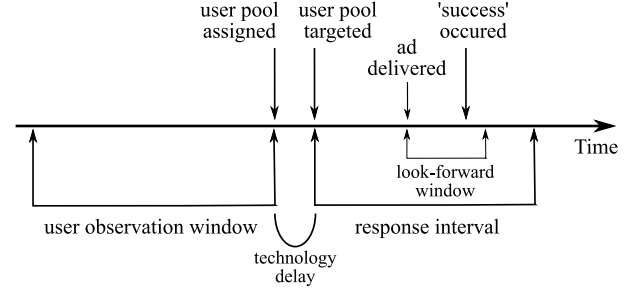 user pool
assigned
user pool
targeted
'success'
occured
ad
delivered
Time
look-forward
window
user observation window
response interval
technology
delay